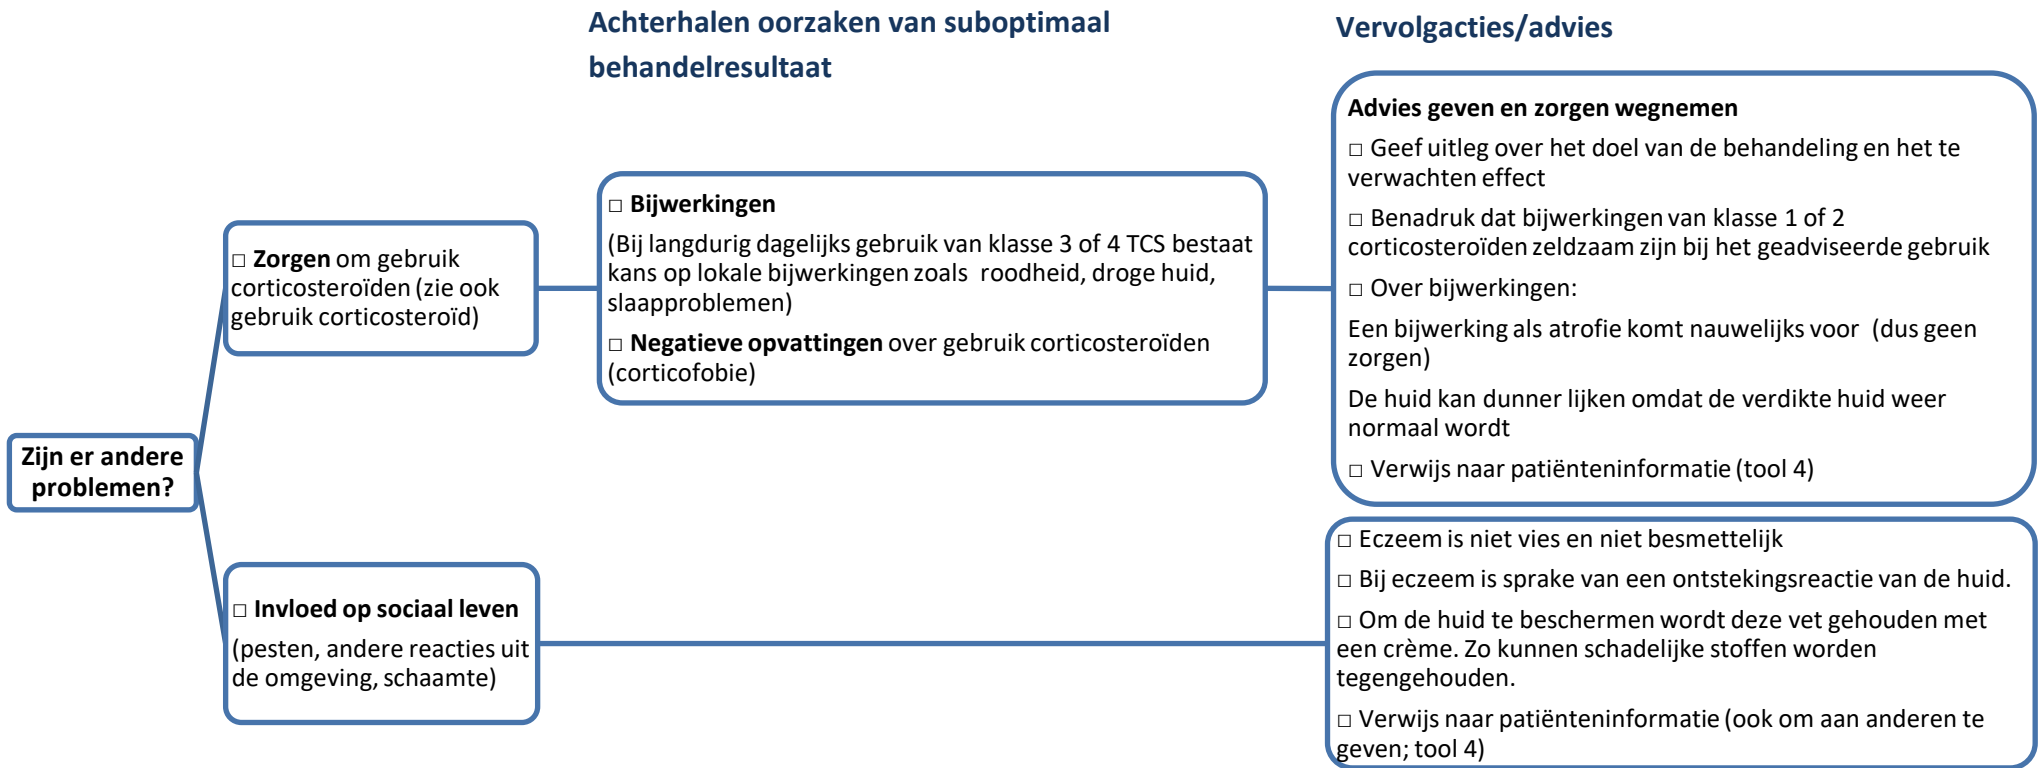 Achterhalen oorzaken van suboptimaal
behandelresultaat
Vervolgacties/advies
Zijn er andere
problemen?
□ Zorgen om gebruik
corticosteroïden (zie ook
gebruik corticosteroïd)
□ Bijwerkingen
(Bij langdurig dagelijks gebruik van klasse 3 of 4 TCS bestaat
kans op lokale bijwerkingen zoals  roodheid, droge huid,
slaapproblemen)
□ Negatieve opvattingen over gebruik corticosteroïden
(corticofobie)
Advies geven en zorgen wegnemen
□ Geef uitleg over het doel van de behandeling en het te
verwachten effect
□ Benadruk dat bijwerkingen van klasse 1 of 2
corticosteroïden zeldzaam zijn bij het geadviseerde gebruik
□ Over bijwerkingen:
Een bijwerking als atrofie komt nauwelijks voor  (dus geen
zorgen)
De huid kan dunner lijken omdat de verdikte huid weer
normaal wordt
□ Verwijs naar patiënteninformatie (tool 4)
□ Invloed op sociaal leven
(pesten, andere reacties uit
de omgeving, schaamte)
□ Eczeem is niet vies en niet besmettelijk
□ Bij eczeem is sprake van een ontstekingsreactie van de huid.
□ Om de huid te beschermen wordt deze vet gehouden met
een crème. Zo kunnen schadelijke stoffen worden
tegengehouden.
□ Verwijs naar patiënteninformatie (ook om aan anderen te
geven; tool 4)